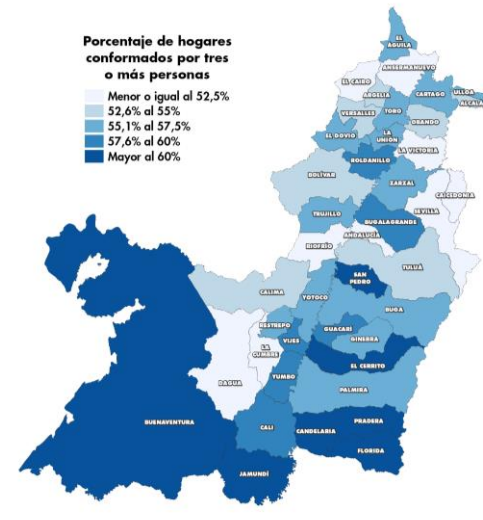 Porcentaje de hogares
conformados por tres
o más personas
Menor o igual al 52,5%
52,6% al 55%
55,1% al 57,5%
57,6% al 60%
Mayor al 60%
EL
ÁGUILA
ANSERMANUEVO
EL CAIRO
ARGELIA
CARTAGO
ULLOA
ALCALÁ
VERSALLES
TORO
OBANDO
EL DOVIO
LA
UNIÓN
LA VICTORIA
ROLDANILLO
BOLÍVAR
ZARZAL
CAICEDONIA
SEVILLA
TRUJILLO
BUGALAGRANDE
ANDALUCÍA
RIOFRÍO
TULUÁ
SAN
PEDRO
CALIMA
YOTOCO
BUGA
RESTREPO
GUACARÍ
VIJES
GINEBRA
LA
CUMBRE
EL CERRITO
DAGUA
YUMBO
PALMIRA
BUENAVENTURA
CALI
CANDELARIA
PRADERA
FLORIDA
JAMUNDÍ